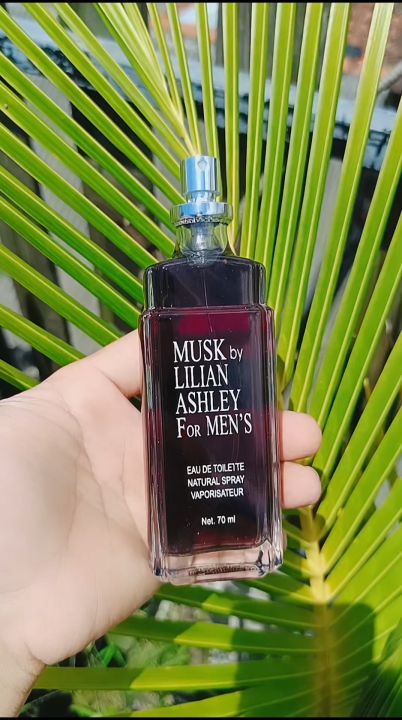 MUSK by
LILIAN
ASHLEY
FOR MEN'S
EAU DE TOILETTE
NATURAL SPRAY
VAPORISATEUR
Net. 70 ml